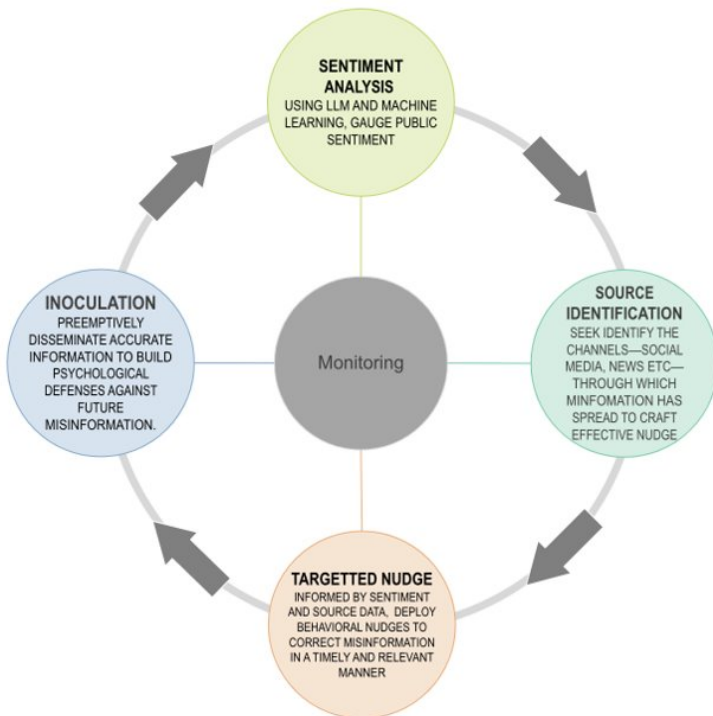 SENTIMENT
ANALYSIS
USING LLM AND MACHINE
LEARNING, GAUGE PUBLIC
SENTIMENT
SOURCE
IDENTIFICATION
SEEK IDENTIFY THE
CHANNELS—SOCIAL
MEDIA, NEWS ETC—
THROUGH WHICH
MINFOMATION HAS
SPREAD TO CRAFT
EFFECTIVE NUDGE
INOCULATION
PREEMPTIVELY
DISSEMINATE ACCURATE
INFORMATION TO BUILD
PSYCHOLOGICAL
DEFENSES AGAINST
FUTURE
MISINFORMATION.
Monitoring
TARGETTED NUDGE
INFORMED BY SENTIMENT
AND SOURCE DATA, DEPLOY
BEHAVIORAL NUDGES TO
CORRECT MISINFORMATION
IN A TIMELY AND RELEVANT
MANNER